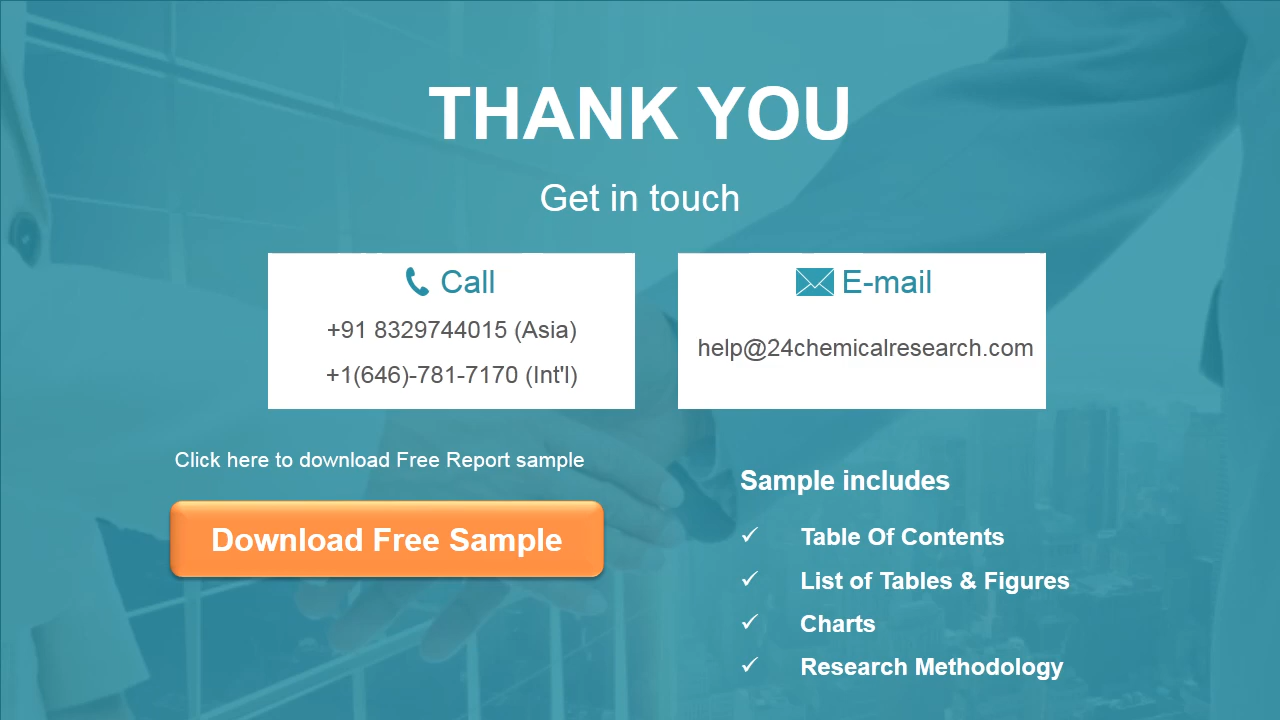 THANK YOU
Get in touch
Call
+91 8329744015 (Asia)
+1(646)-781-7170 (Int'l)
E-mail
help@24chemicalresearch.com
Click here to download Free Report sample
Download Free Sample
Sample includes
✓ Table Of Contents
✓ List of Tables & Figures
✓ Charts
✓ Research Methodology